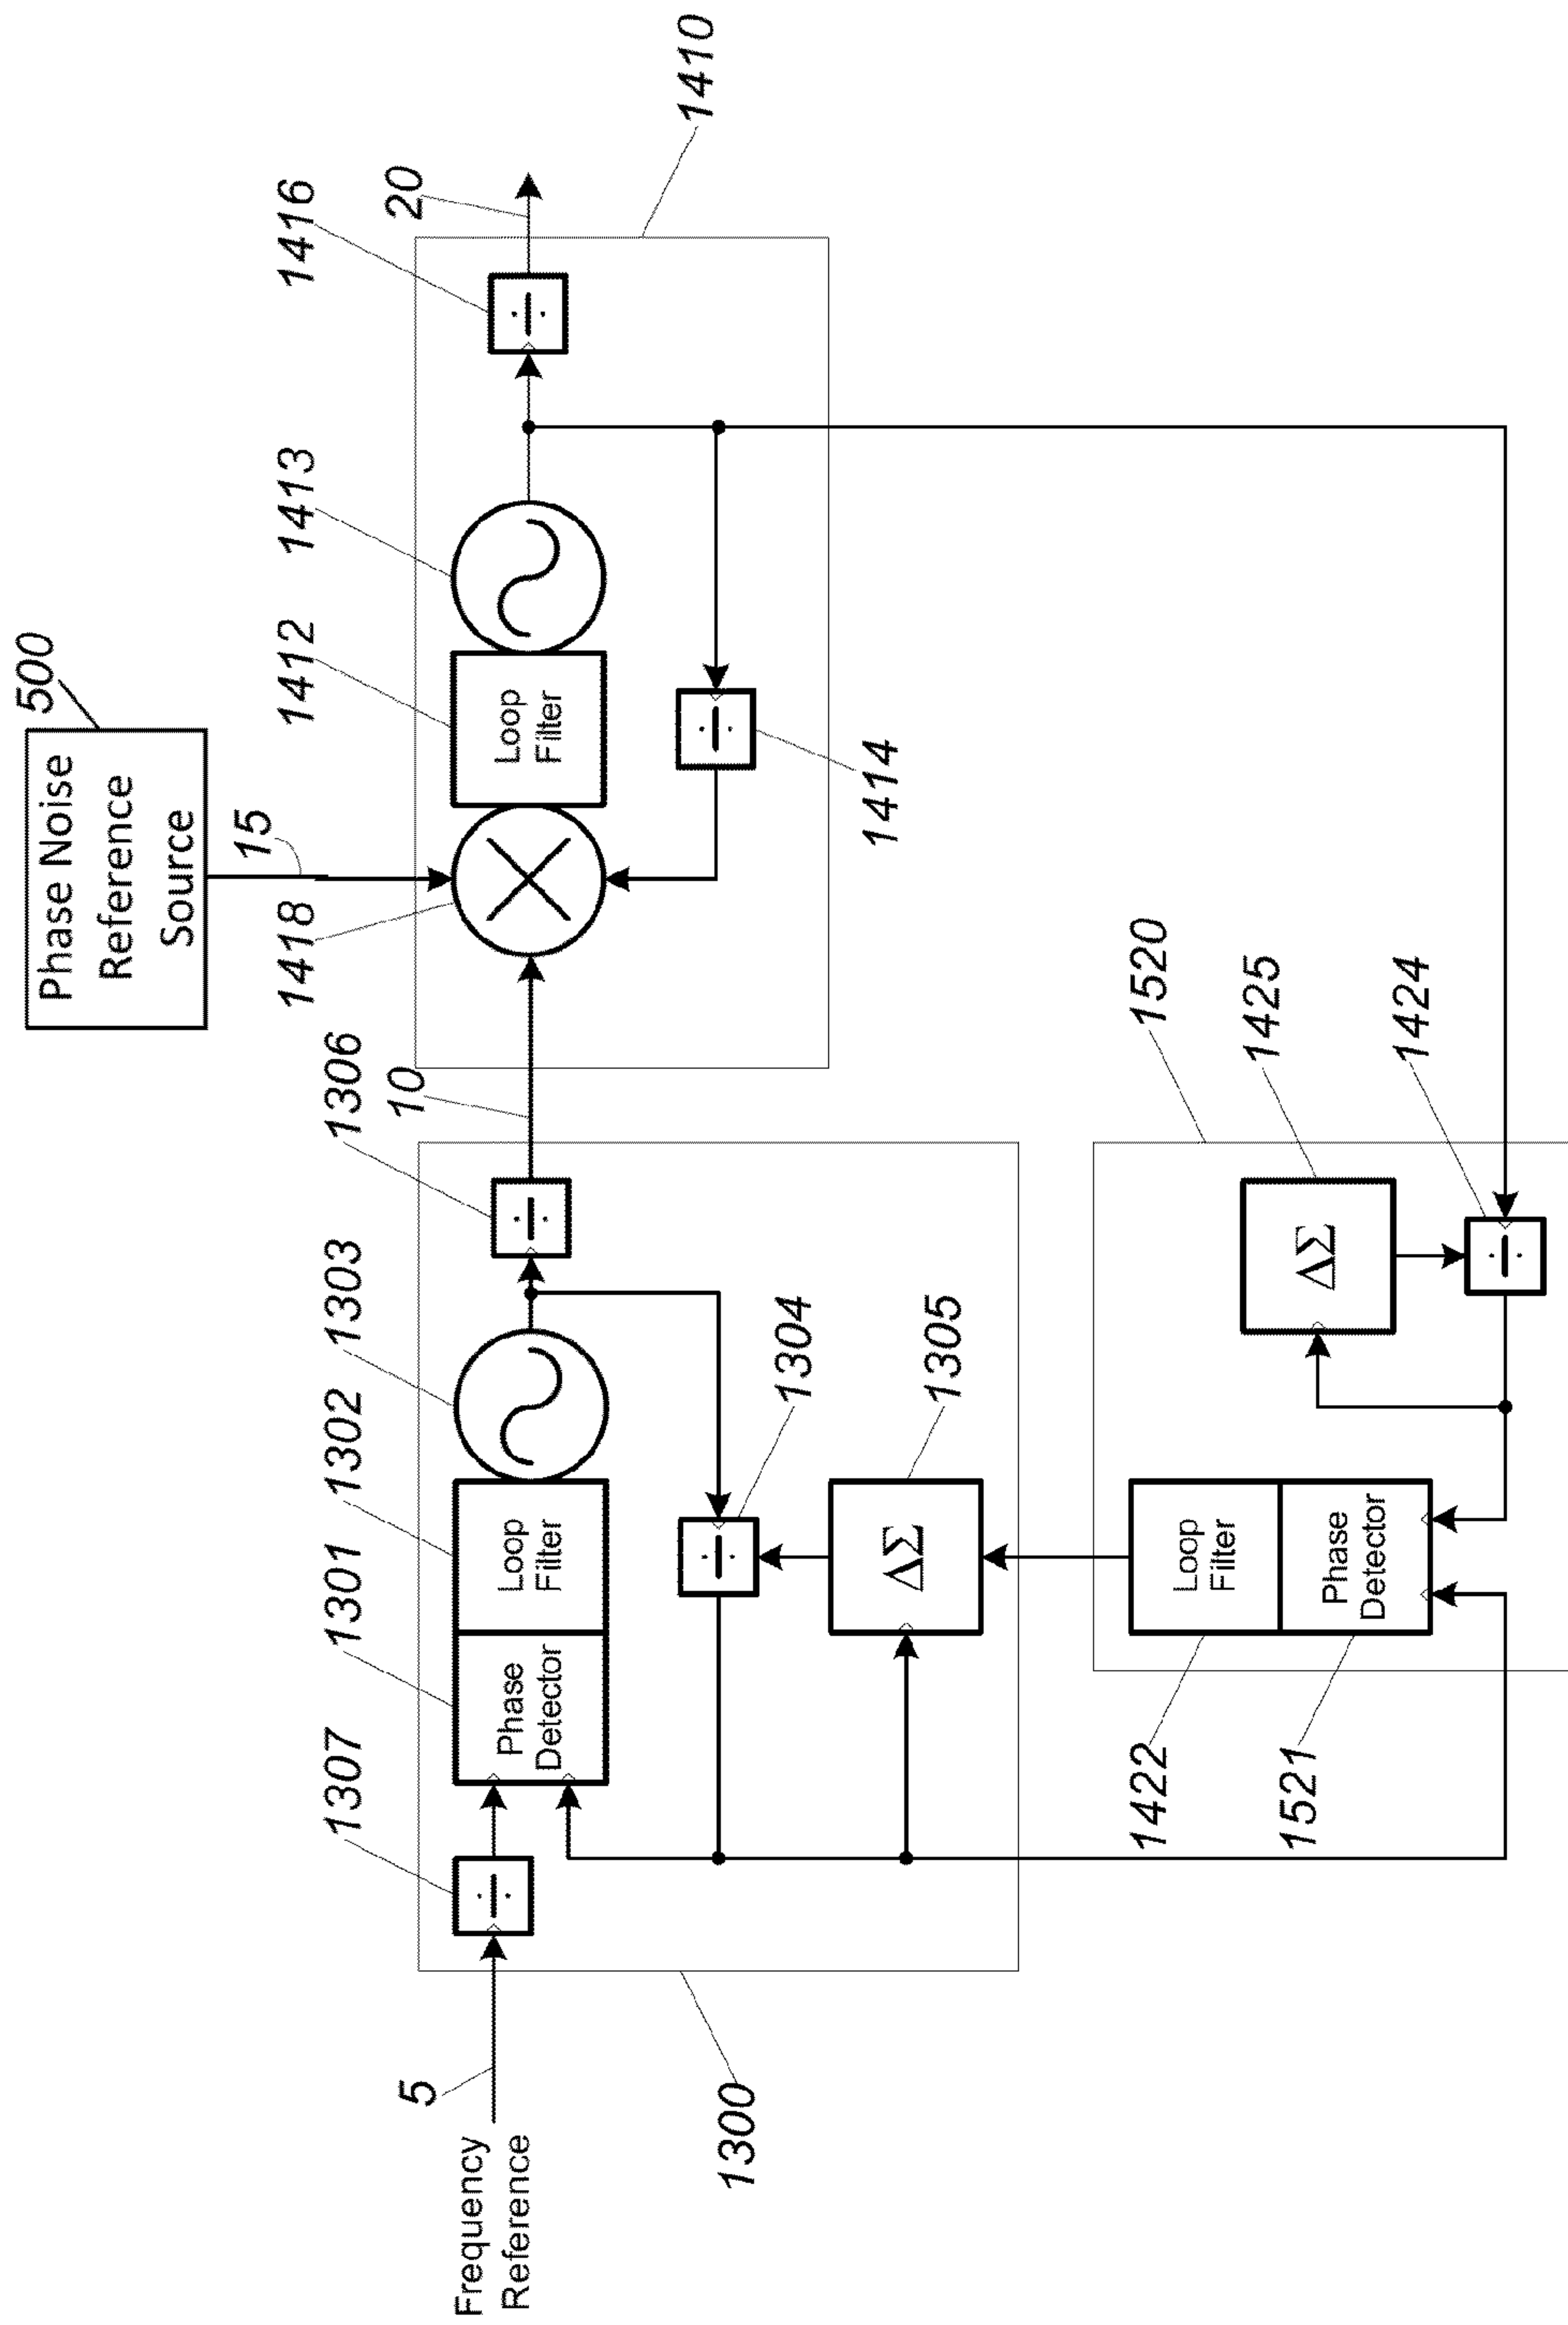 Phase Noise
Reference
Source
500
15
1418
1412
1413
1416
20
1410
Loop
Filter
÷
÷
1414
10
1306
1303
1302
1301
1307
÷
Phase
Detector
Loop
Filter
÷
÷
1304
ΔΣ
1305
5
Frequency
Reference
1300
1520
1425
1424
ΔΣ
÷
Loop
Filter
Phase
Detector
1422
1521